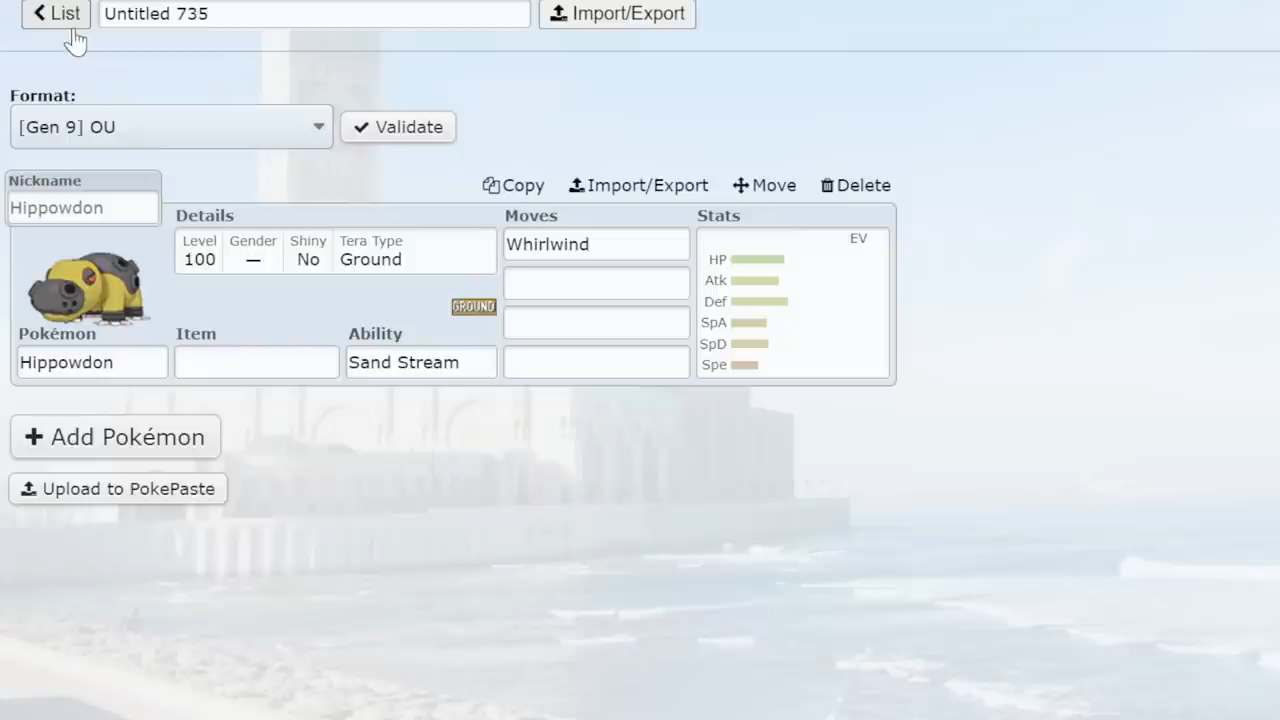 List
Untitled 735
Import/Export
Format:
[Gen 9] OU
Validate
Nickname
Hippowdon
Copy
Import/Export
Move
Delete
Details
Moves
Stats
Level
Gender
Shiny
Tera Type
100
—
No
Ground
Whirlwind
EV
HP
Atk
Def
SpA
SpD
Spe
GROUND
Pokémon
Item
Ability
Hippowdon
Sand Stream
Add Pokémon
Upload to PokePaste